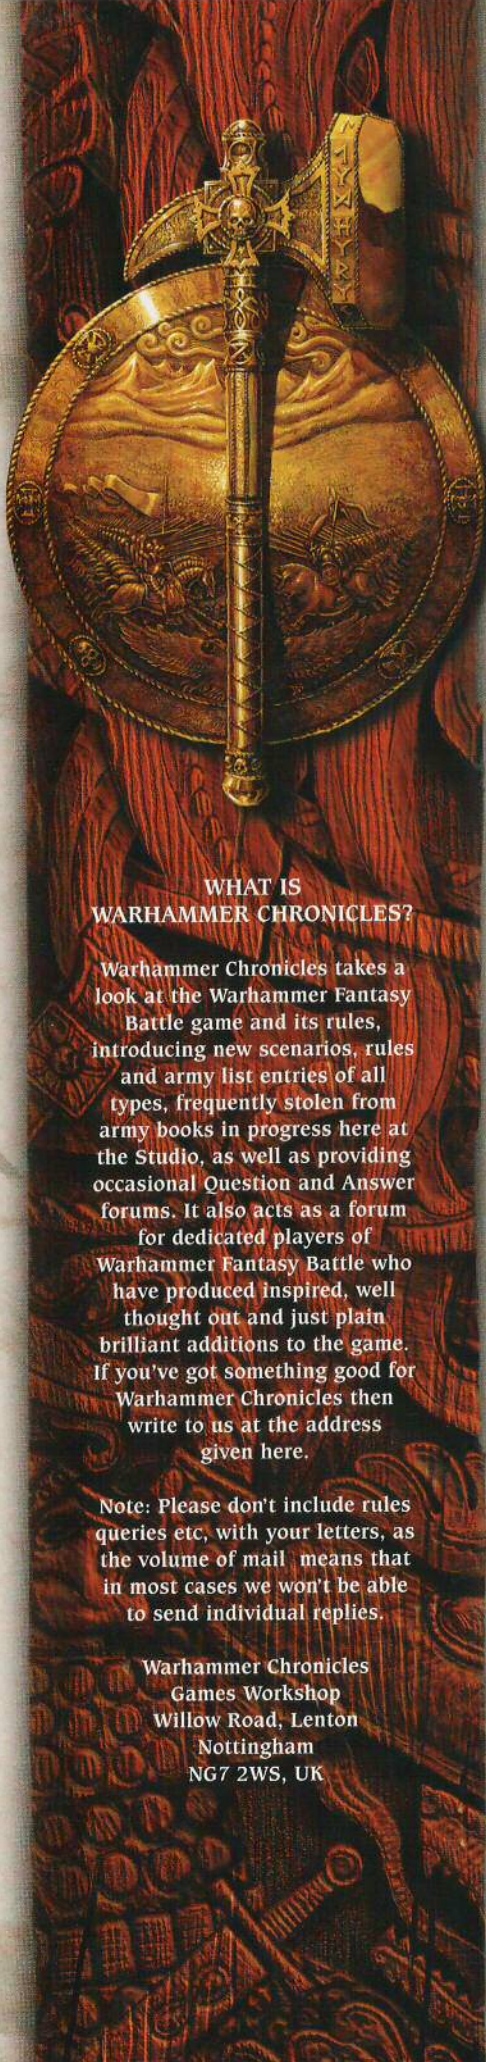 WHAT IS
WARHAMMER CHRONICLES?
Warhammer Chronicles takes a
look at the Warhammer Fantasy
Battle game and its rules,
introducing new scenarios, rules
and army list entries of all
types, frequently stolen from
army books in progress here at
the Studio, as well as providing
occasional Question and Answer
forums. It also acts as a forum
for dedicated players of
Warhammer Fantasy Battle who
have produced inspired, well
thought out and just plain
brilliant additions to the game.
If you've got something good for
Warhammer Chronicles then
write to us at the address
given here.
Note: Please don't include rules
queries etc, with your letters, as
the volume of mail means that
in most cases we won't be able
to send individual replies.
Warhammer Chronicles
Games Workshop
Willow Road, Lenton
Nottingham
NG7 2WS, UK